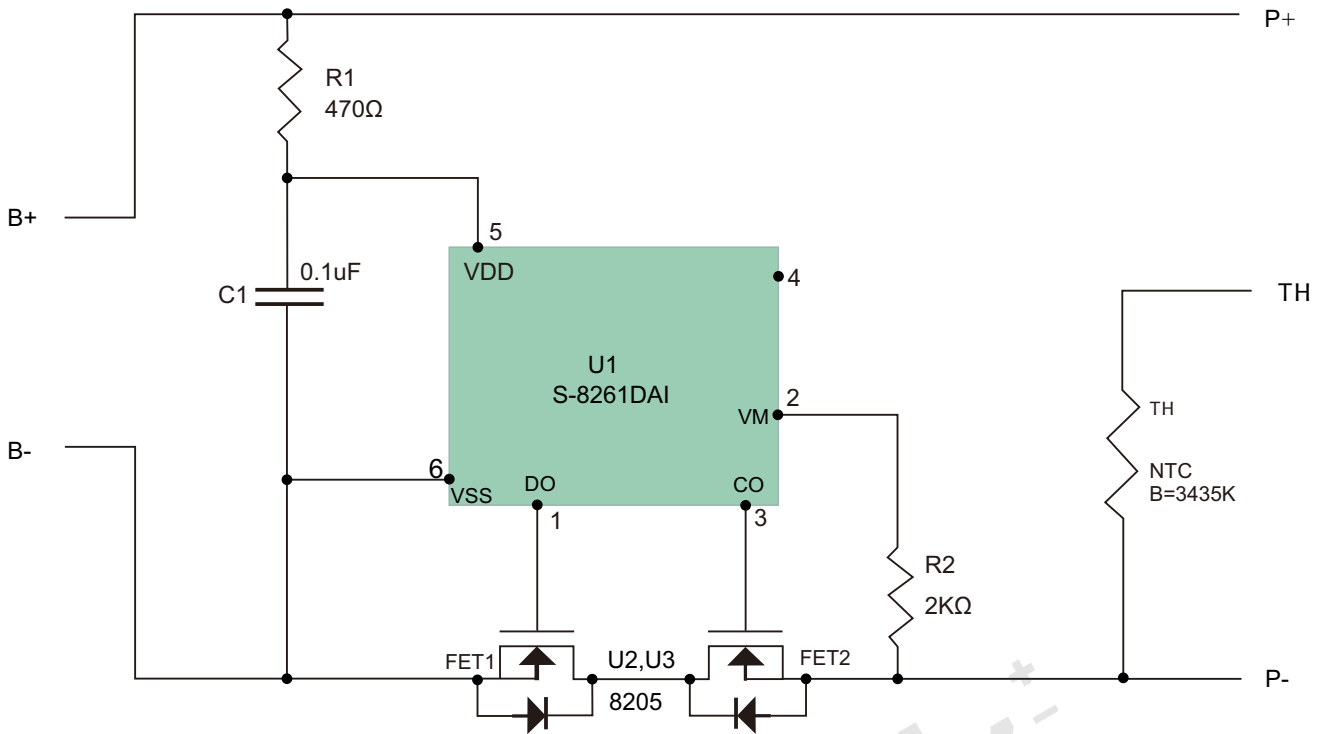 P+
R1
470Ω
B+
5
VDD
4
0.1uF
C1
TH
U1
S-8261DAI
2
VM
TH
B-
6
VSS
DO
CO
NTC
B=3435K
1
3
R2
2KΩ
FET1
U2,U3
FET2
8205
P-